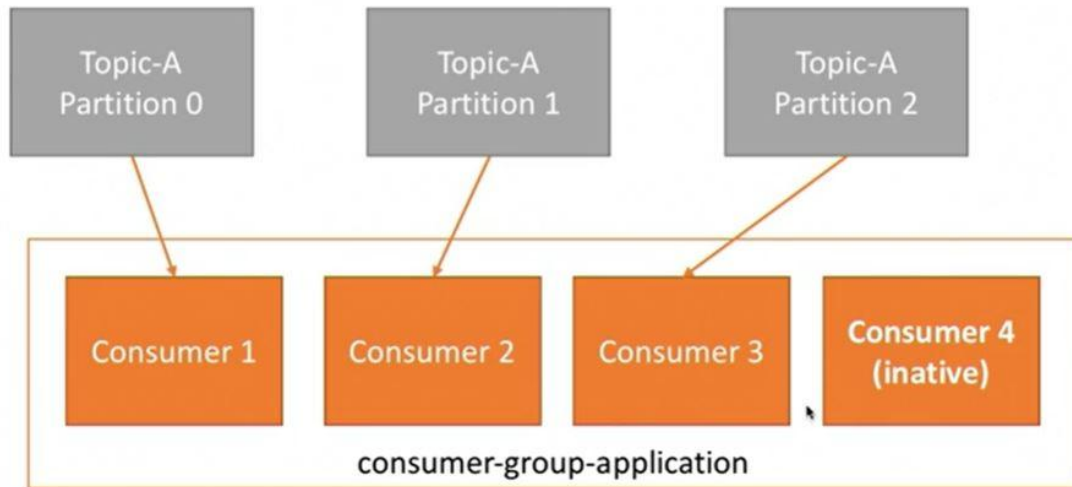 Topic-A
Partition 0
Topic-A
Partition 1
Topic-A
Partition 2
Consumer 1
Consumer 2
Consumer 3
Consumer 4
(inative)
consumer-group-application